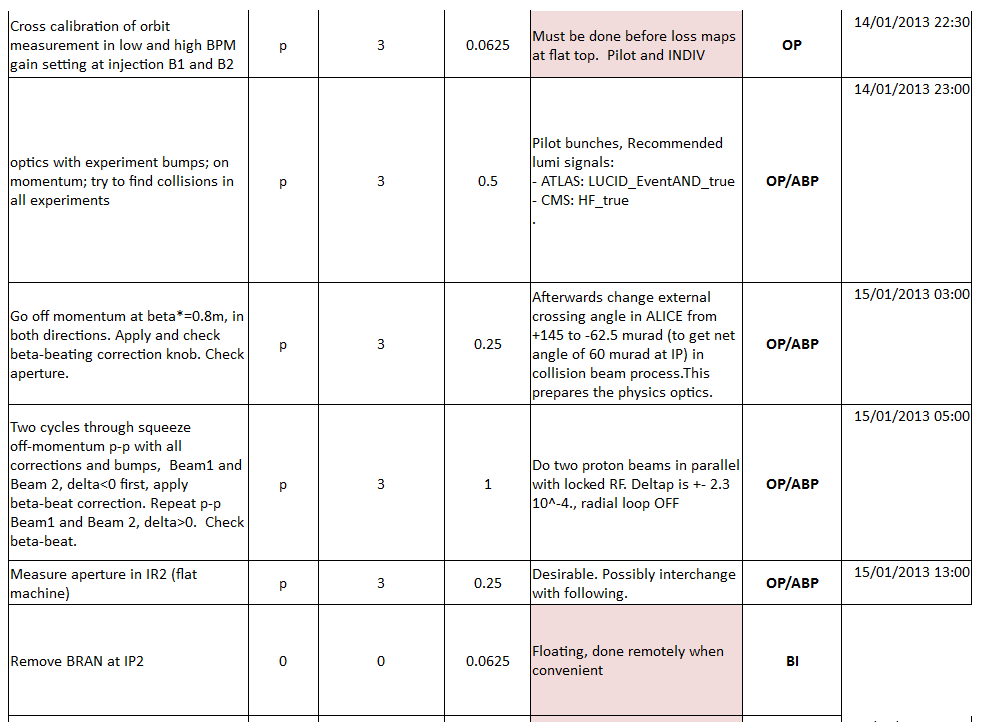 Cross calibration of orbit
measurement in low and high BPM
gain setting at injection B1 and B2
p
3
0.0625
Must be done before loss maps
at flat top.  Pilot and INDIV
OP
14/01/2013 22:30
optics with experiment bumps; on
momentum; try to find collisions in
all experiments
p
3
0.5
Pilot bunches, Recommended
lumi signals:
- ATLAS: LUCID_EventAND_true
- CMS: HF_true
.
OP/ABP
14/01/2013 23:00
Go off momentum at beta*=0.8m, in
both directions. Apply and check
beta-beating correction knob. Check
aperture.
p
3
0.25
Afterwards change external
crossing angle in ALICE from
+145 to -62.5 murad (to get net
angle of 60 murad at IP) in
collision beam process.This
prepares the physics optics.
OP/ABP
15/01/2013 03:00
Two cycles through squeeze
off-momentum p-p with all
corrections and bumps,  Beam1 and
Beam 2, delta<0 first, apply
beta-beat correction. Repeat p-p
Beam1 and Beam 2, delta>0.  Check
beta-beat.
p
3
1
Do two proton beams in parallel
with locked RF. Deltap is +- 2.3
10^-4., radial loop OFF
OP/ABP
15/01/2013 05:00
Measure aperture in IR2 (flat
machine)
p
3
0.25
Desirable. Possibly interchange
with following.
OP/ABP
15/01/2013 13:00
Remove BRAN at IP2
0
0
0.0625
Floating, done remotely when
convenient
BI